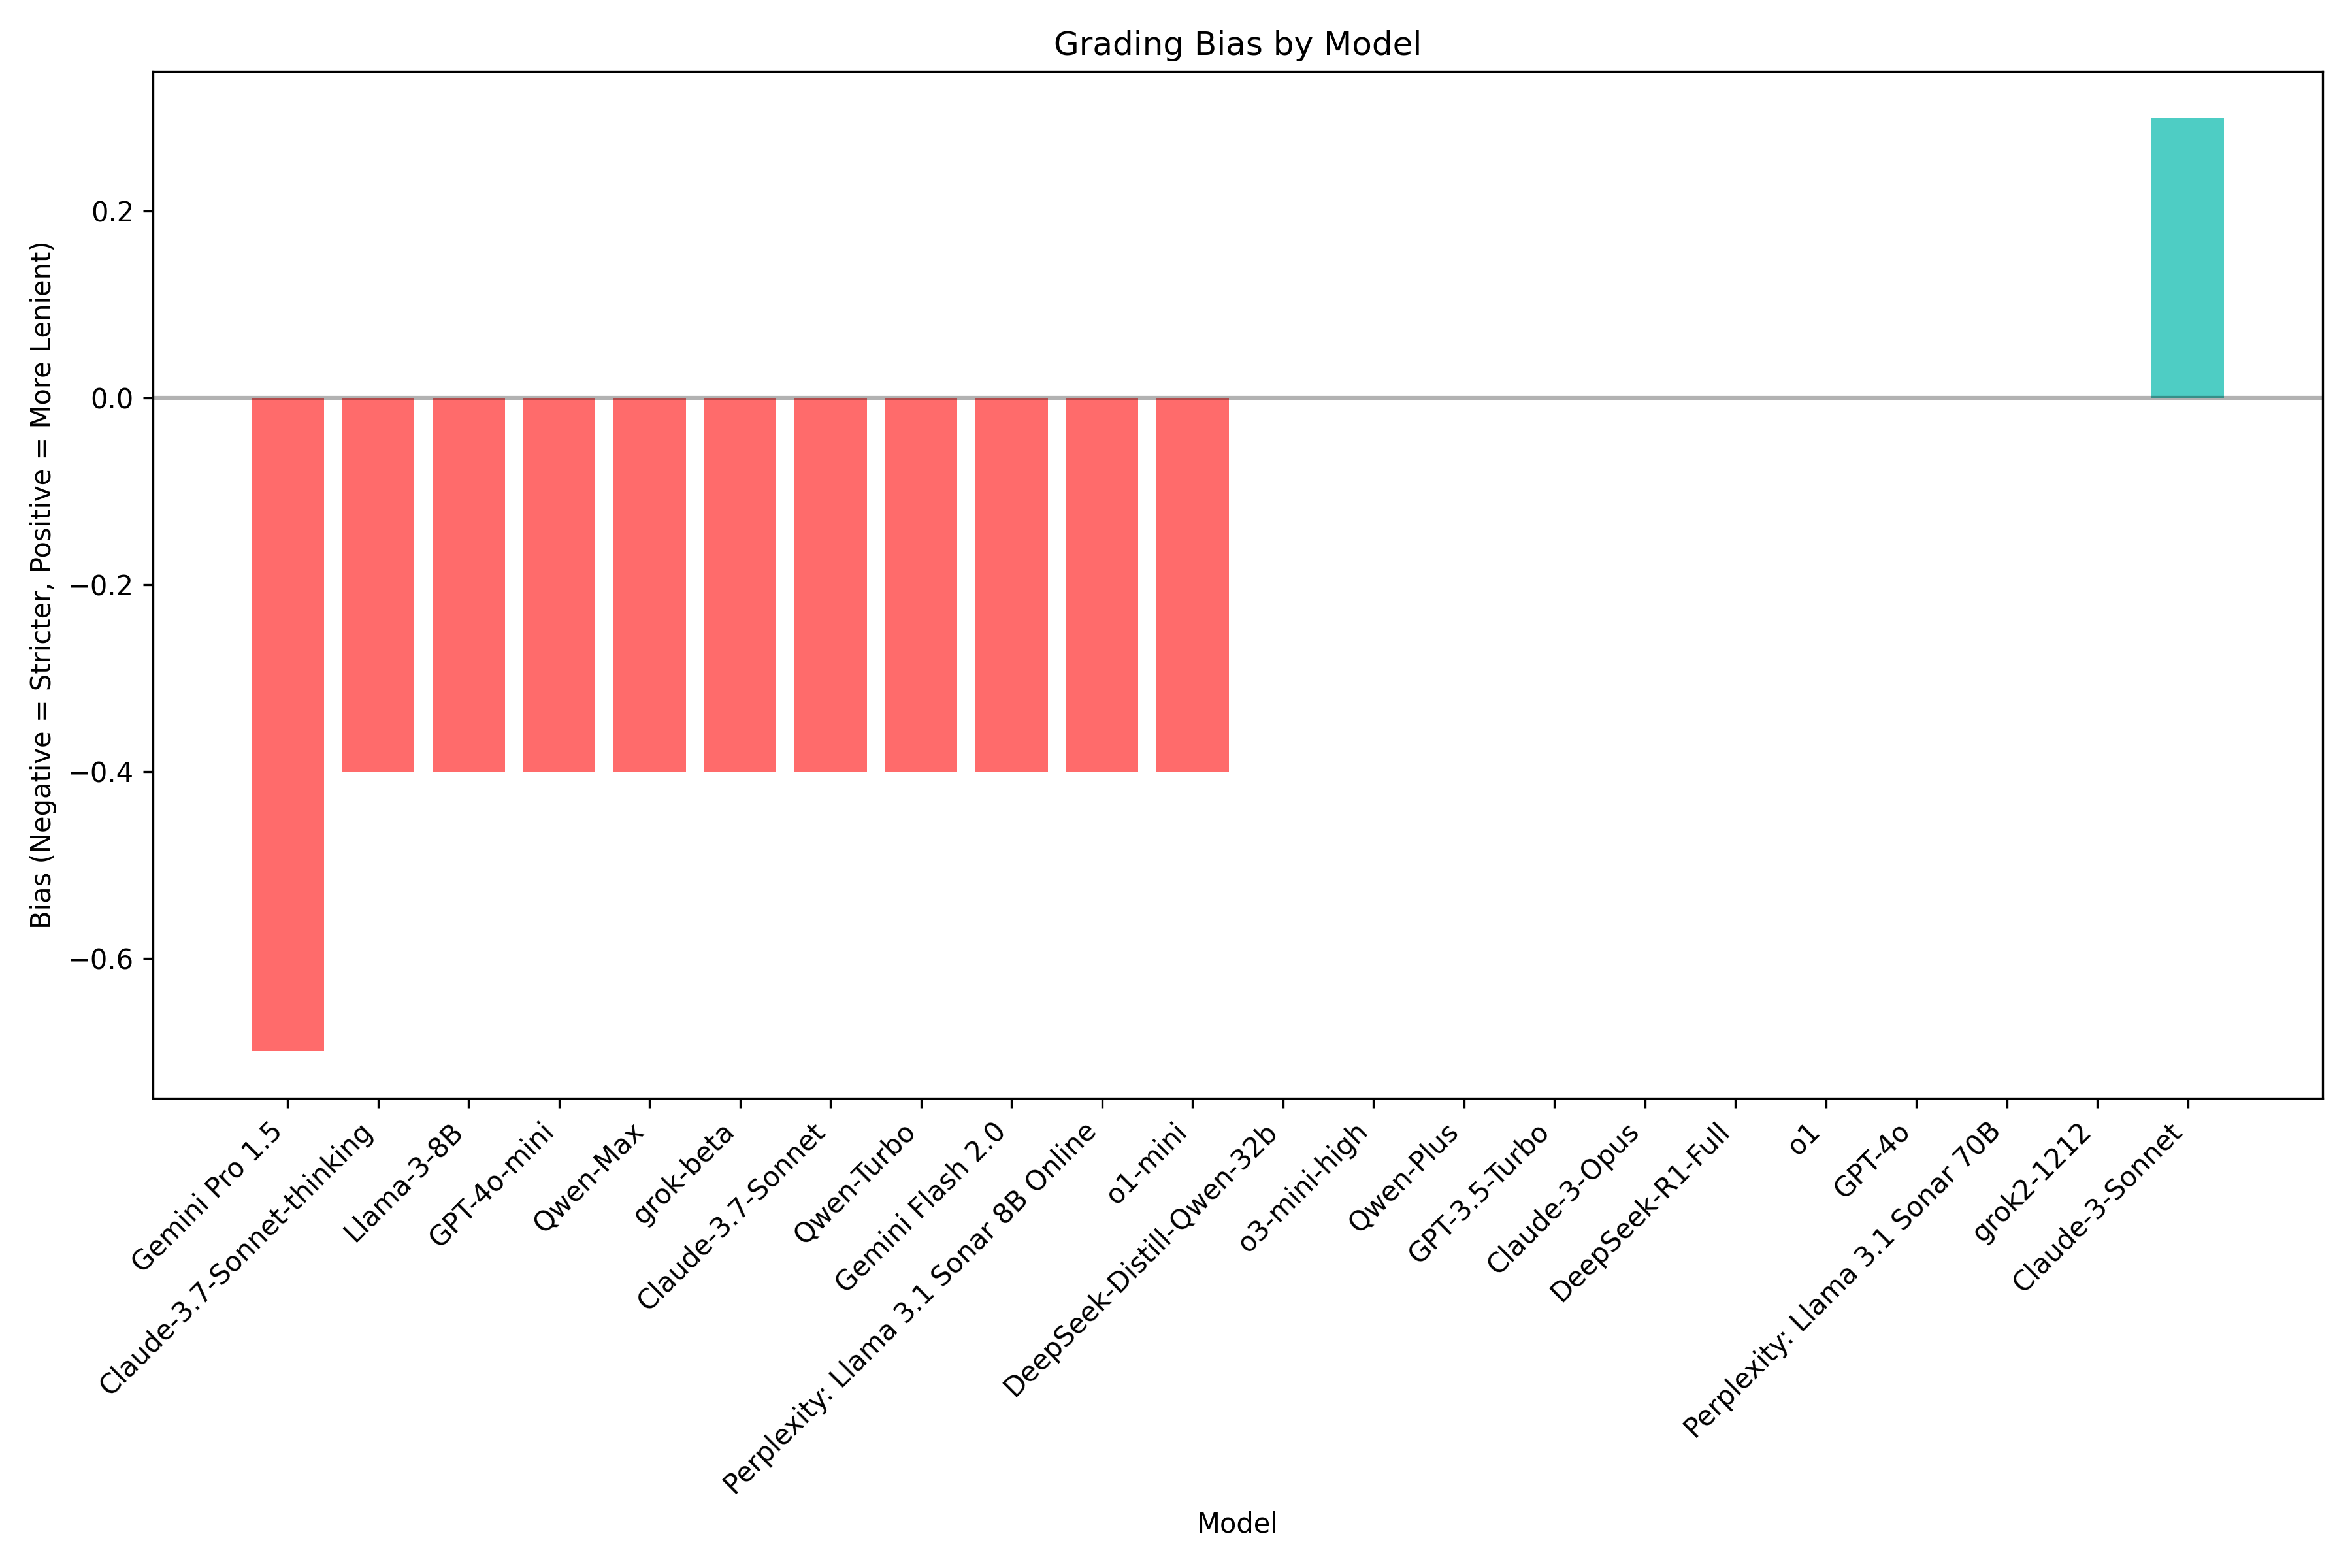 Grading Bias by Model
Bias (Negative = Stricter, Positive = More Lenient)
0.2
0.0
−0.2
−0.4
−0.6
Gemini Pro 1.5
Claude-3.7-Sonnet-thinking
Llama-3-8B
GPT-4o-mini
Qwen-Max
grok-beta
Claude-3.7-Sonnet
Qwen-Turbo
Gemini Flash 2.0
Perplexity: Llama 3.1 Sonar 8B Online
o1-mini
DeepSeek-Distill-Qwen-32b
o3-mini-high
Qwen-Plus
GPT-3.5-Turbo
Claude-3-Opus
DeepSeek-R1-Full
o1
GPT-4o
Perplexity: Llama 3.1 Sonar 70B
grok2-1212
Claude-3-Sonnet
Model